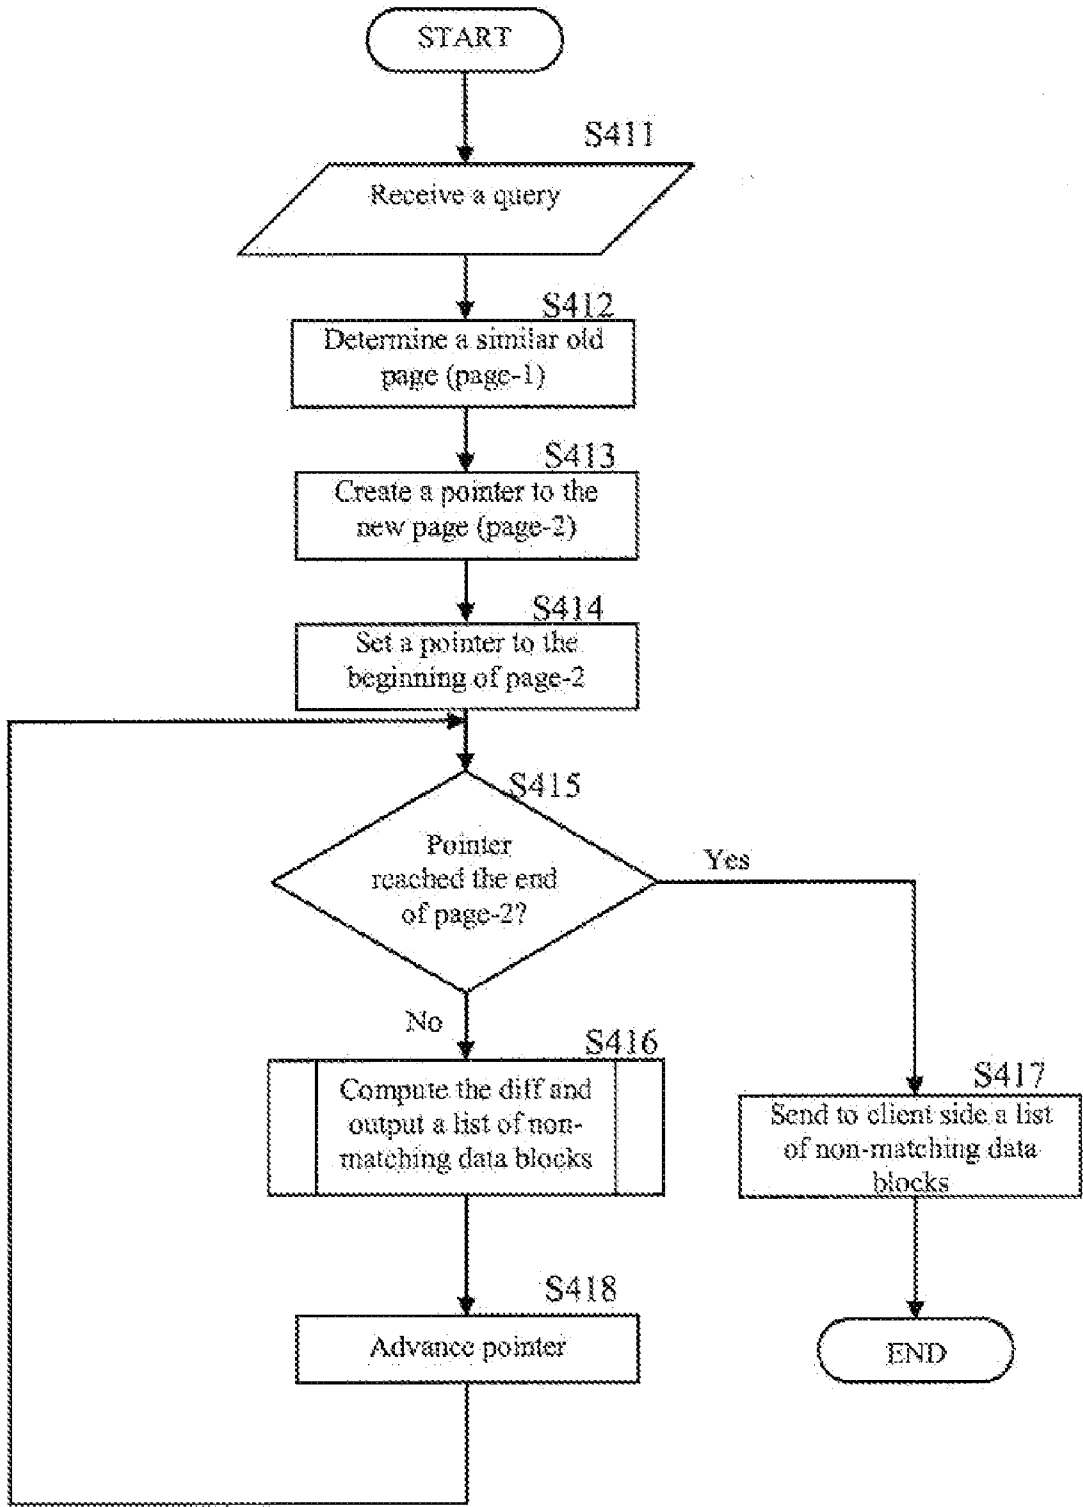 START
S411
Receive a query
S412
Determine a similar old
page (page-1)
S413
Create a pointer to the
new page (page-2)
S414
Set a pointer to the
beginning of page-2
S415
Pointer
reached the end
of page-2?
Yes
No
S416
Compute the diff and
output a list of non-
matching data blocks
S417
Send to client side a list
of non-matching data
blocks
S418
Advance pointer
END